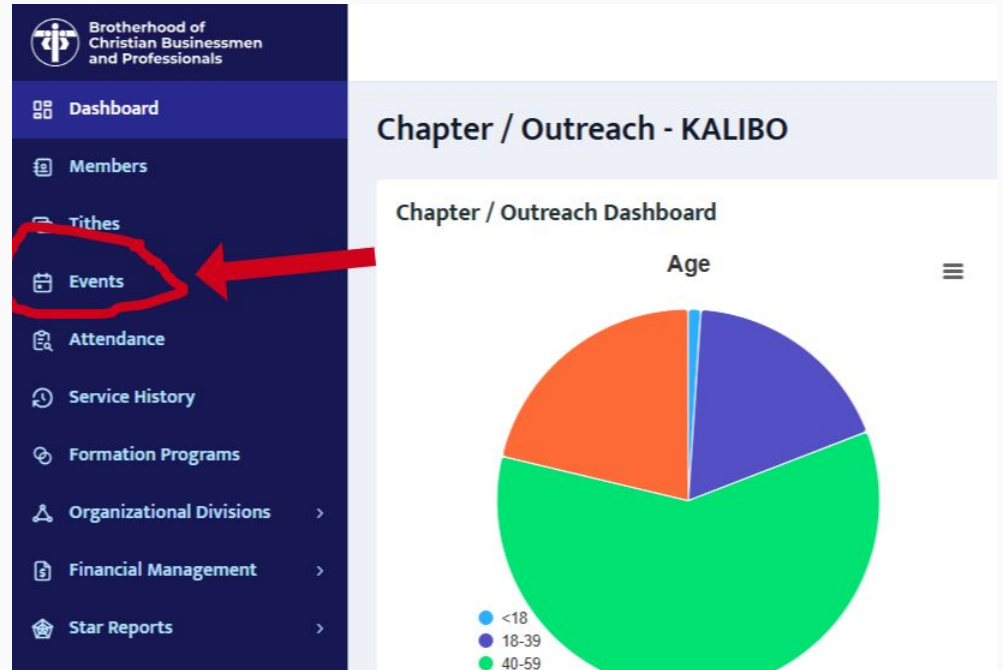 Brotherhood of
Christian Businessmen
and Professionals
Dashboard
Members
Tithes
Events
Attendance
Service History
Formation Programs
Organizational Divisions
Financial Management
Star Reports
Chapter / Outreach - KALIBO
Chapter / Outreach Dashboard
Age
<18
18-39
40-59